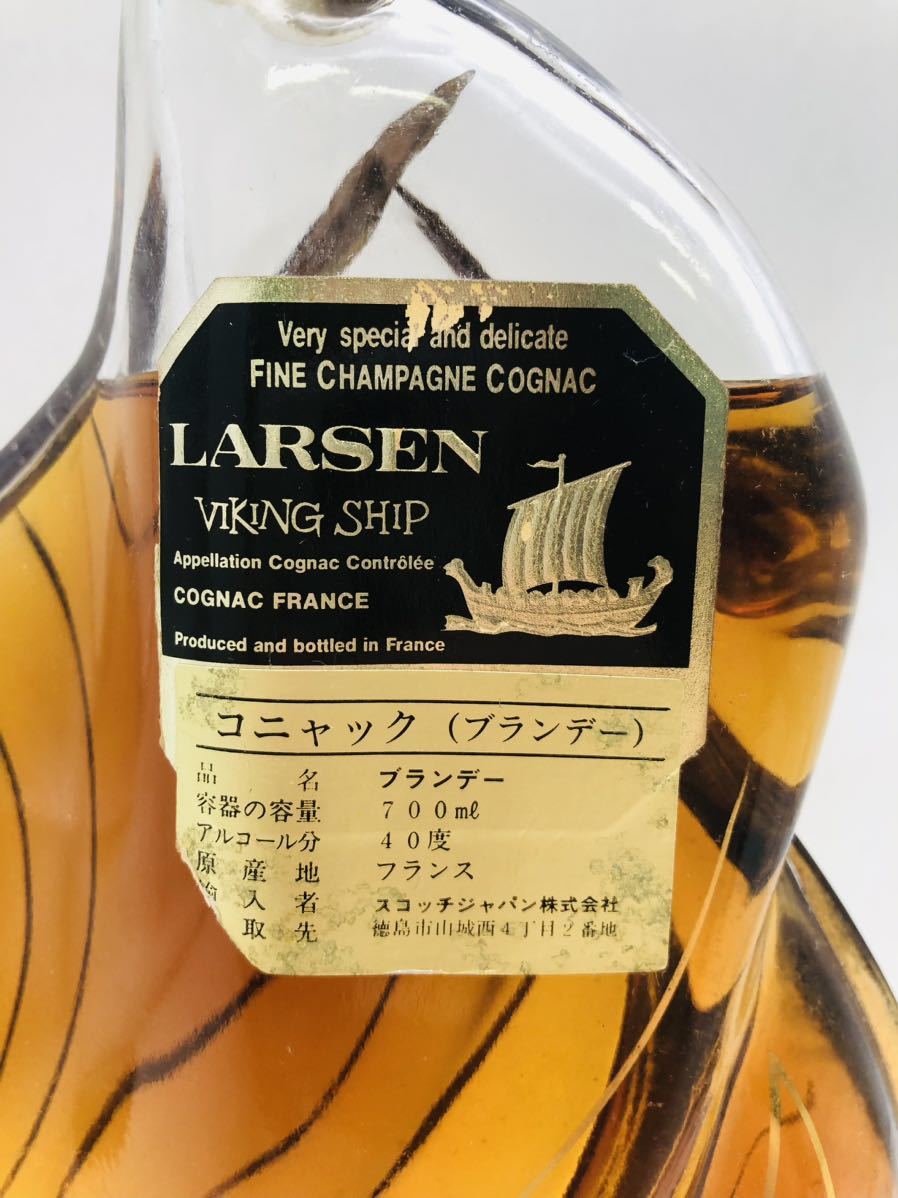 Very special and delicate
FINE CHAMPAGNE COGNAC
LARSEN
VIKING SHIP
Appellation Cognac Contrôlée
COGNAC FRANCE
Produced and bottled in France
コニャック（ブランデー）
品名 ブランデー
容器の容量 700㎖
アルコール分 40度
原産地 フランス
入者 スコッチジャパン株式会社
取先 徳島市山城西4丁目2番地